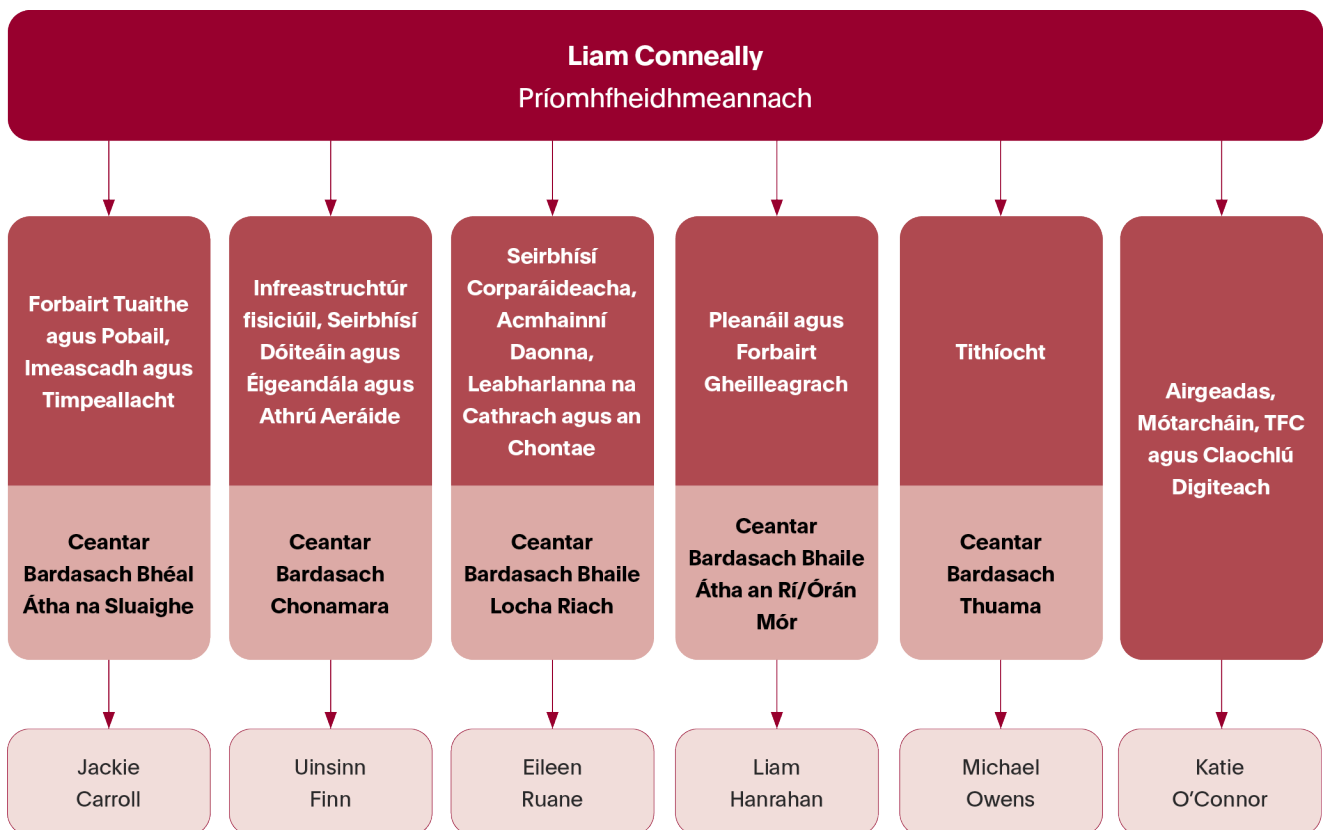 Liam Conneally
Príomhfheidhmeannach
Forbairt Tuaithe
agus Pobail,
Imeascadh agus
Timpeallacht
Ceantar
Bardasach Bhéal
Átha na Sluaighe
Jackie
Carroll
Infreastruchtúr
fisiciúil, Seirbhísí
Dóiteáin agus
Éigeandála agus
Athrú Aeráide
Ceantar
Bardasach
Chonamara
Uinsinn
Finn
Seirbhísí
Corparáideacha,
Acmhainní
Daonna,
Leabharlanna na
Cathrach agus an
Chontae
Ceantar
Bardasach Bhaile
Locha Riach
Eileen
Ruane
Pleanáil agus
Forbairt
Gheilleagrach
Ceantar
Bardasach Bhaile
Átha an Rí/Órán
Mór
Liam
Hanrahan
Tithíocht
Ceantar
Bardasach
Thuama
Michael
Owens
Airgeadas,
Mótarcháin, TFC
agus Claochlú
Digiteach
Katie
O’Connor